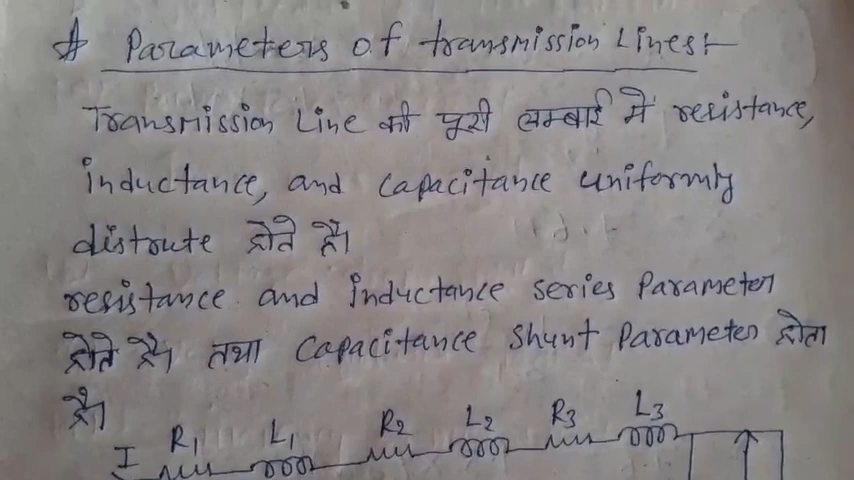 # Parameters of transmission Lines:-
Transmission Line की पूरी लम्बाई में resistance,
inductance, and capacitance uniformly
distrute होते है।
resistance and inductance series Parameter
होते है। तथा Capacitance Shunt Parameter होता
है।
I R1 L1 R2 L2 R3 L3